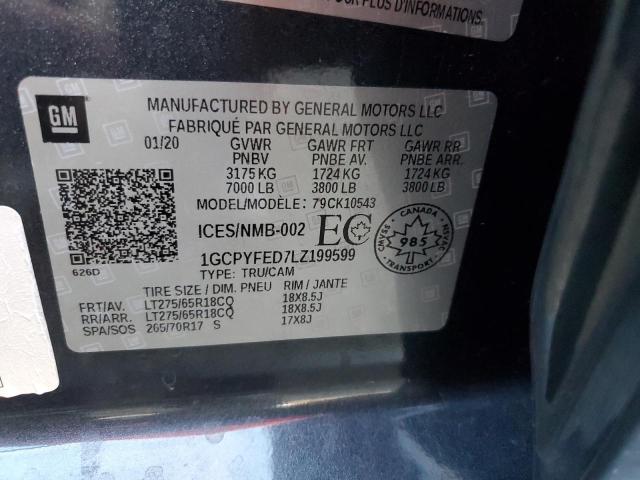 POUR PLUS D'INFORMATIONS.
GM
MANUFACTURED BY GENERAL MOTORS LLC
FABRIQUÉ PAR GENERAL MOTORS LLC
01/20 GVWR GAWR FRT GAWR RR
PNBV PNBE AV. PNBE ARR.
3175 KG 1724 KG 1724 KG
7000 LB 3800 LB 3800 LB
MODEL/MODÈLE: 79CK10543
ICES/NMB-002 EC
CANADA
CMVSS 985 NSVAC
TRANSPORT
626D
1GCPYFED7LZ199599
TYPE: TRU/CAM
TIRE SIZE / DIM. PNEU RIM / JANTE
FRT/AV. LT275/65R18CQ 18X8.5J
RR/ARR. LT275/65R18CQ 18X8.5J
SPA/SOS 265/70R17 S 17X8J